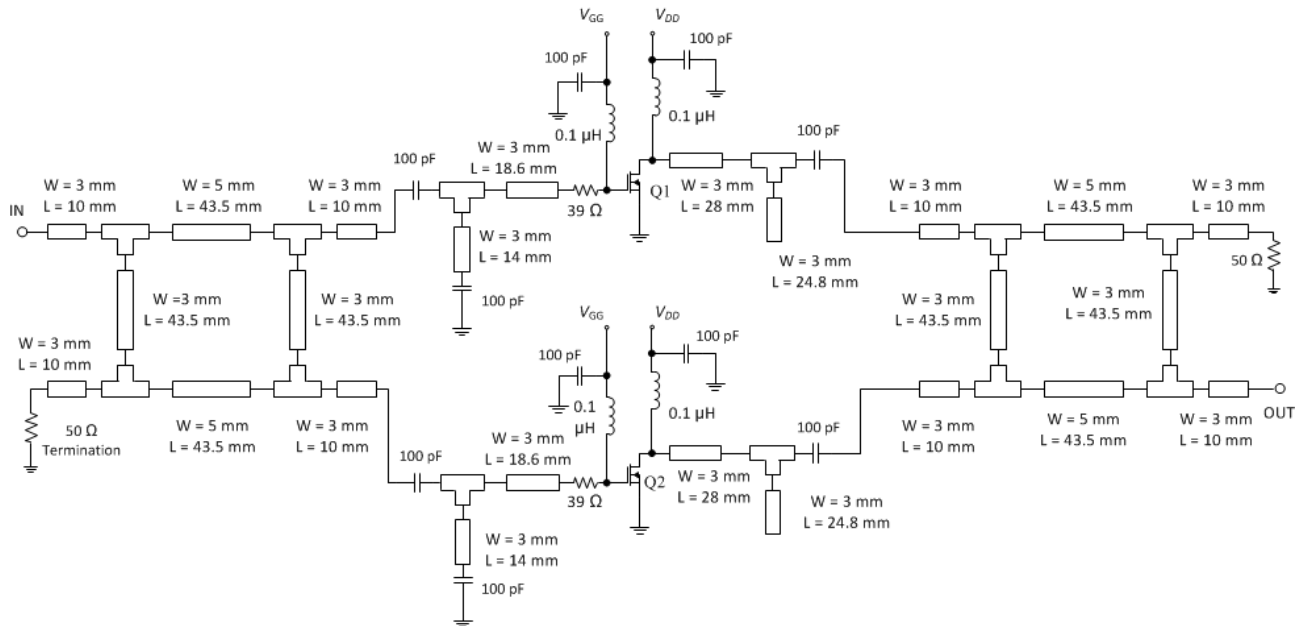 V_GG
V_DD
100 pF
100 pF
0.1 µH
0.1 µH
100 pF
W = 3 mm
L = 18.6 mm
39 Ω
Q1
W = 3 mm
L = 28 mm
100 pF
W = 3 mm
L = 24.8 mm
W = 3 mm
L = 14 mm
100 pF
IN
W = 3 mm
L = 10 mm
W = 5 mm
L = 43.5 mm
W = 3 mm
L = 10 mm
W =3 mm
L = 43.5 mm
W =3 mm
L = 43.5 mm
W = 3 mm
L = 10 mm
50 Ω
Termination
W = 5 mm
L = 43.5 mm
W = 3 mm
L = 10 mm
W = 3 mm
L = 10 mm
W = 5 mm
L = 43.5 mm
W = 3 mm
L = 10 mm
50 Ω
W =3 mm
L = 43.5 mm
W =3 mm
L = 43.5 mm
W = 3 mm
L = 10 mm
W = 5 mm
L = 43.5 mm
W = 3 mm
L = 10 mm
OUT
V_GG
V_DD
100 pF
100 pF
0.1
µH
0.1 µH
100 pF
W = 3 mm
L = 18.6 mm
39 Ω
Q2
W = 3 mm
L = 28 mm
100 pF
W = 3 mm
L = 24.8 mm
W = 3 mm
L = 14 mm
100 pF